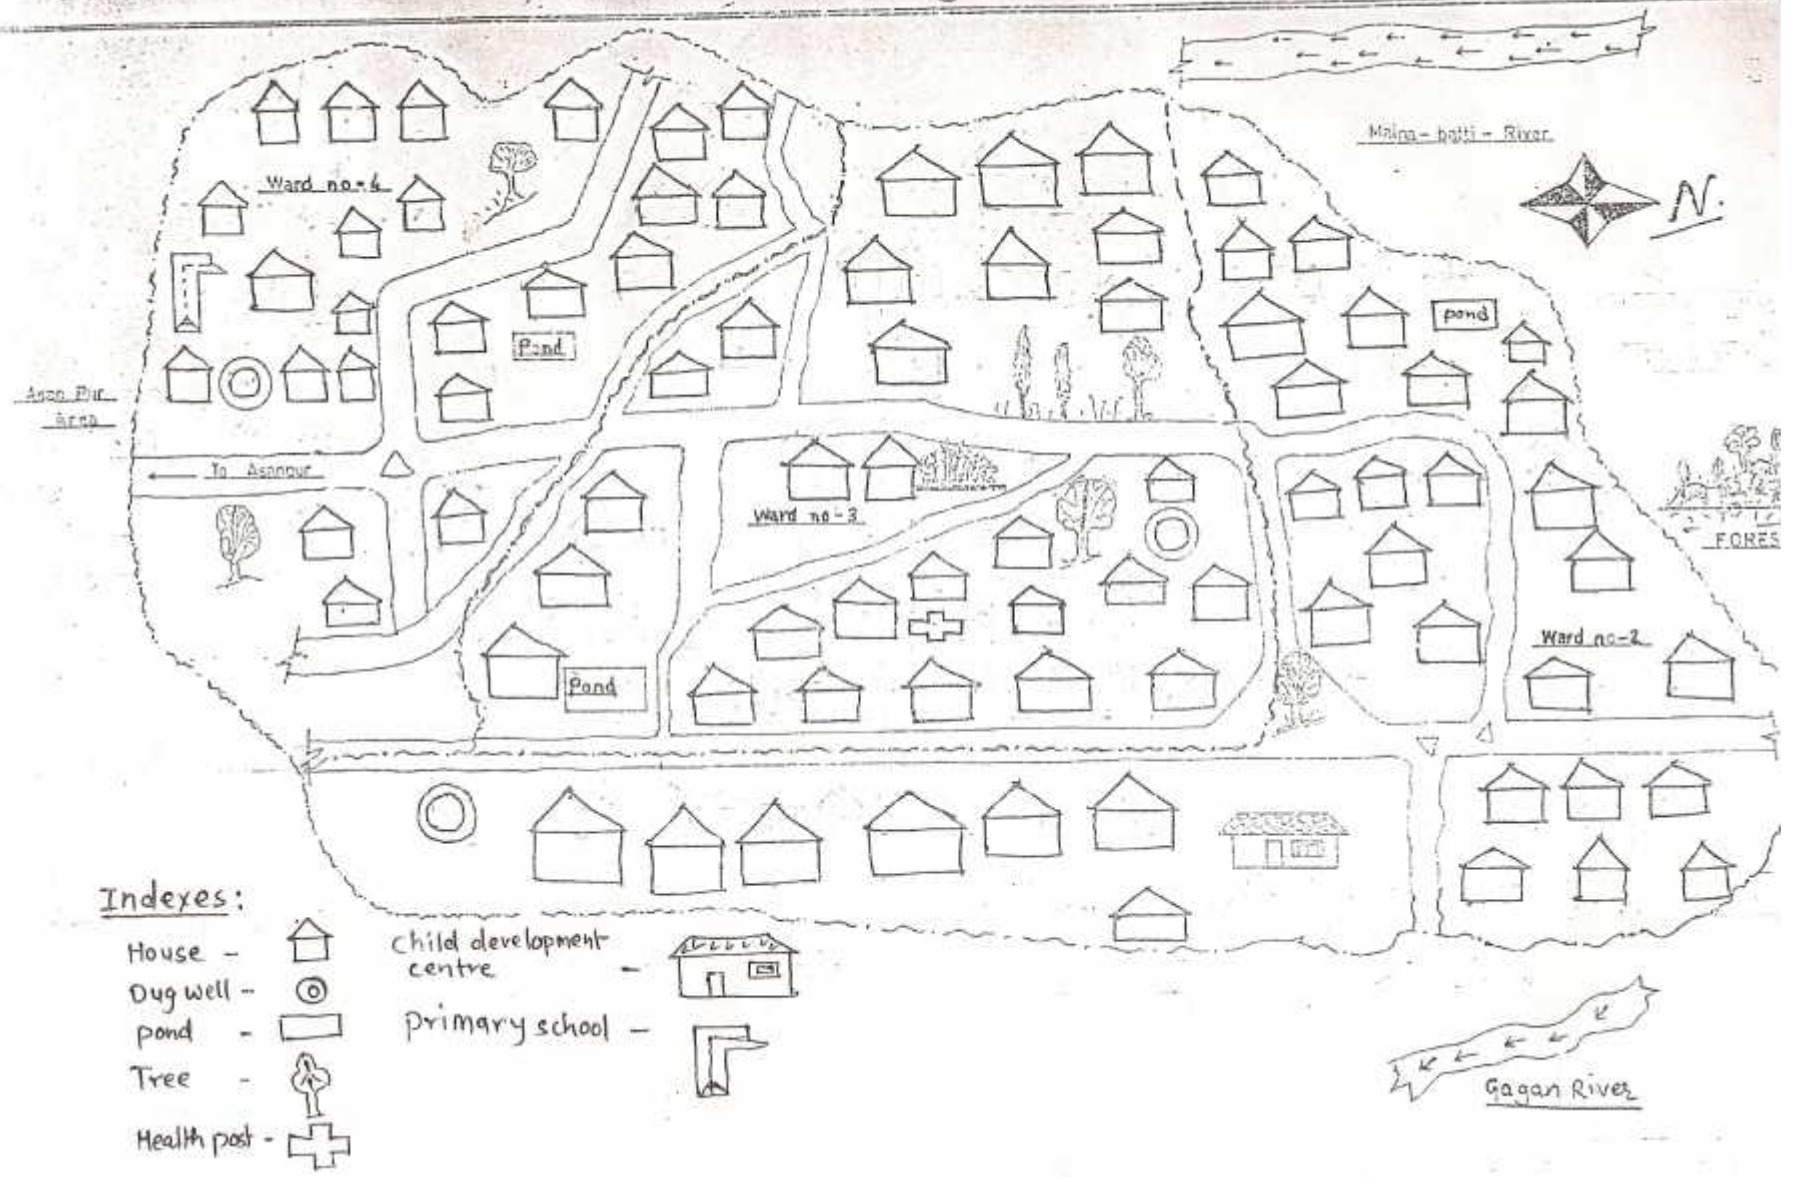 Maina-batti-River
N.
Ward no-4
pond
Pond
Asan Pur
Area
To Asanpur
Ward no-3
FORES
Ward no-2
Pond
Indexes:
House -
Dug well -
pond -
Tree -
Health post -
Child development
centre -
primary school -
Gagan River